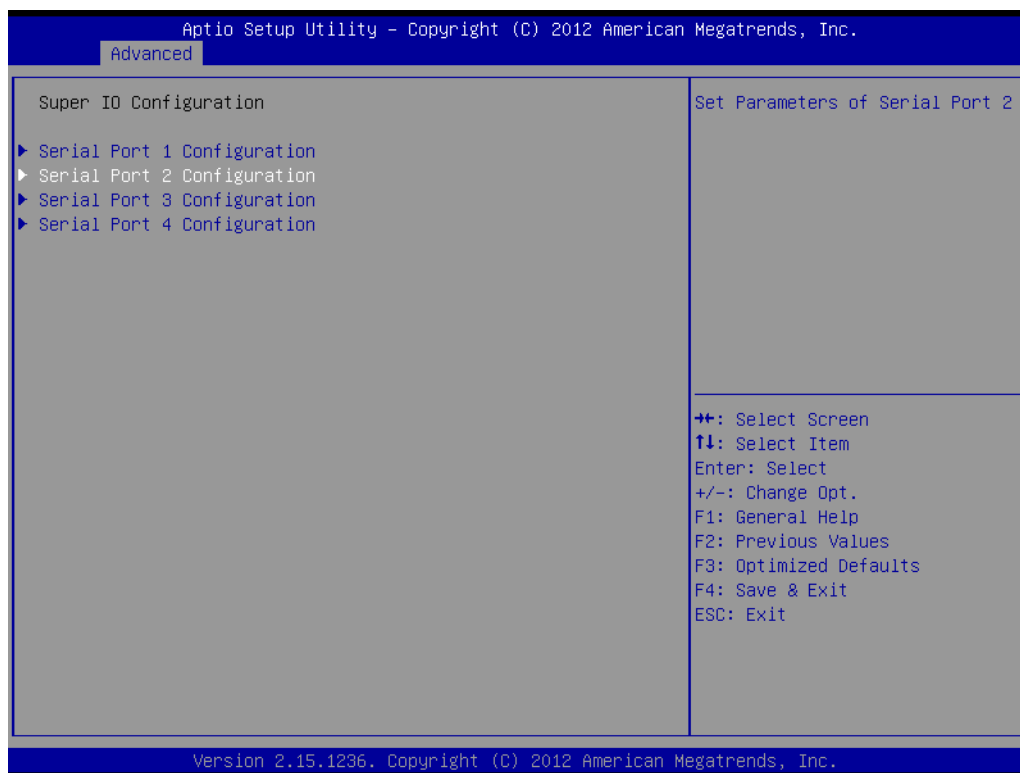 Aptio Setup Utility – Copyright (C) 2012 American Megatrends, Inc.
Advanced
Super IO Configuration
Serial Port 1 Configuration
Serial Port 2 Configuration
Serial Port 3 Configuration
Serial Port 4 Configuration
Set Parameters of Serial Port 2
→←: Select Screen
↑↓: Select Item
Enter: Select
+/-: Change Opt.
F1: General Help
F2: Previous Values
F3: Optimized Defaults
F4: Save & Exit
ESC: Exit
Version 2.15.1236. Copyright (C) 2012 American Megatrends, Inc.